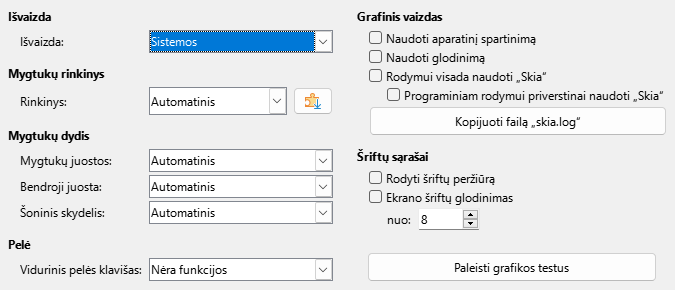 Išvaizda
Išvaizda: Sistemos
Mygtukų rinkinys
Rinkinys: Automatinis
Mygtukų dydis
Mygtukų juostos: Automatinis
Bendroji juosta: Automatinis
Šoninis skydelis: Automatinis
Pelė
Vidurinis pelės klavišas: Nėra funkcijos
Grafinis vaizdas
Naudoti aparatinį spartinimą
Naudoti glodinimą
Rodymui visada naudoti „Skia“
Programiniam rodymui priverstinai naudoti „Skia“
Kopijuoti failą „skia.log“
Šriftų sąrašai
Rodyti šriftų peržiūrą
Ekrano šriftų glodinimas
nuo: 8
Paleisti grafikos testus